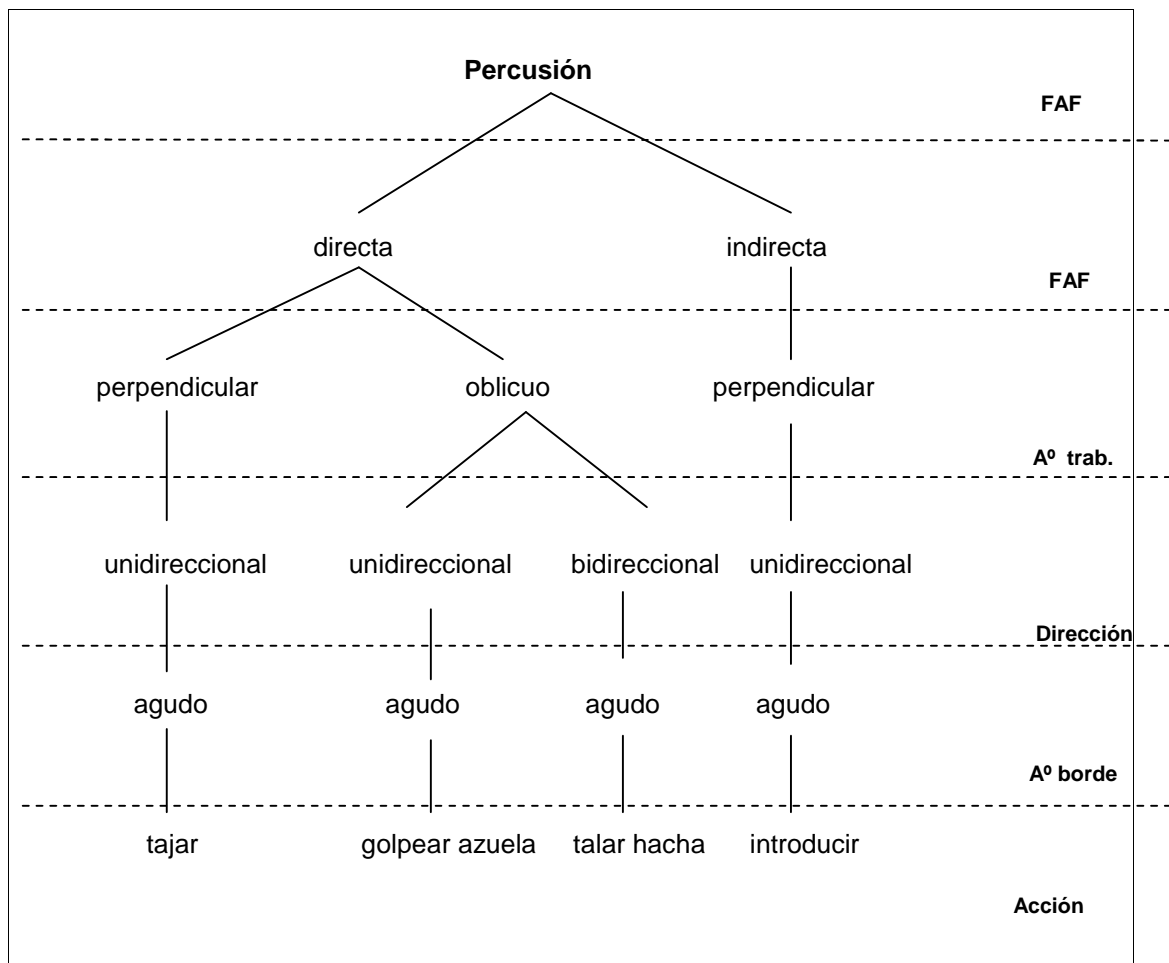 Percusión
FAF
directa indirecta
FAF
perpendicular oblicuo perpendicular
Aº trab.
unidireccional unidireccional bidireccional unidireccional
Dirección
agudo agudo agudo agudo
Aº borde
tajar golpear azuela talar hacha introducir
Acción